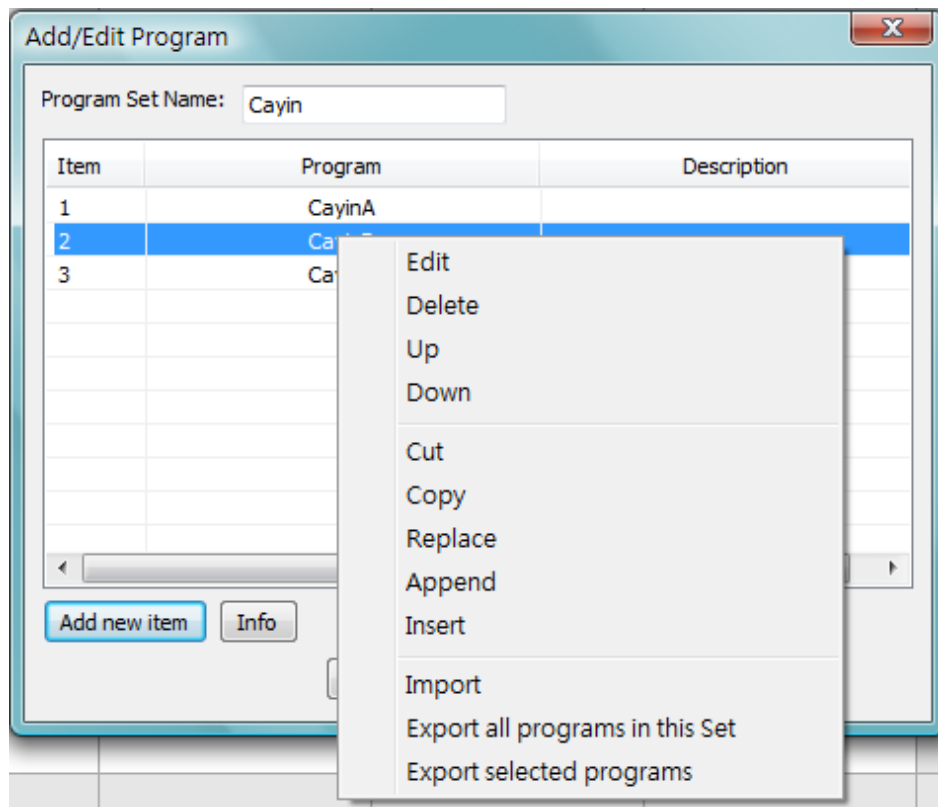 Add/Edit Program
Program Set Name: Cayin
Item Program Description
1 CayinA
2
3
Edit
Delete
Up
Down
Cut
Copy
Replace
Append
Insert
Add new item Info
Import
Export all programs in this Set
Export selected programs